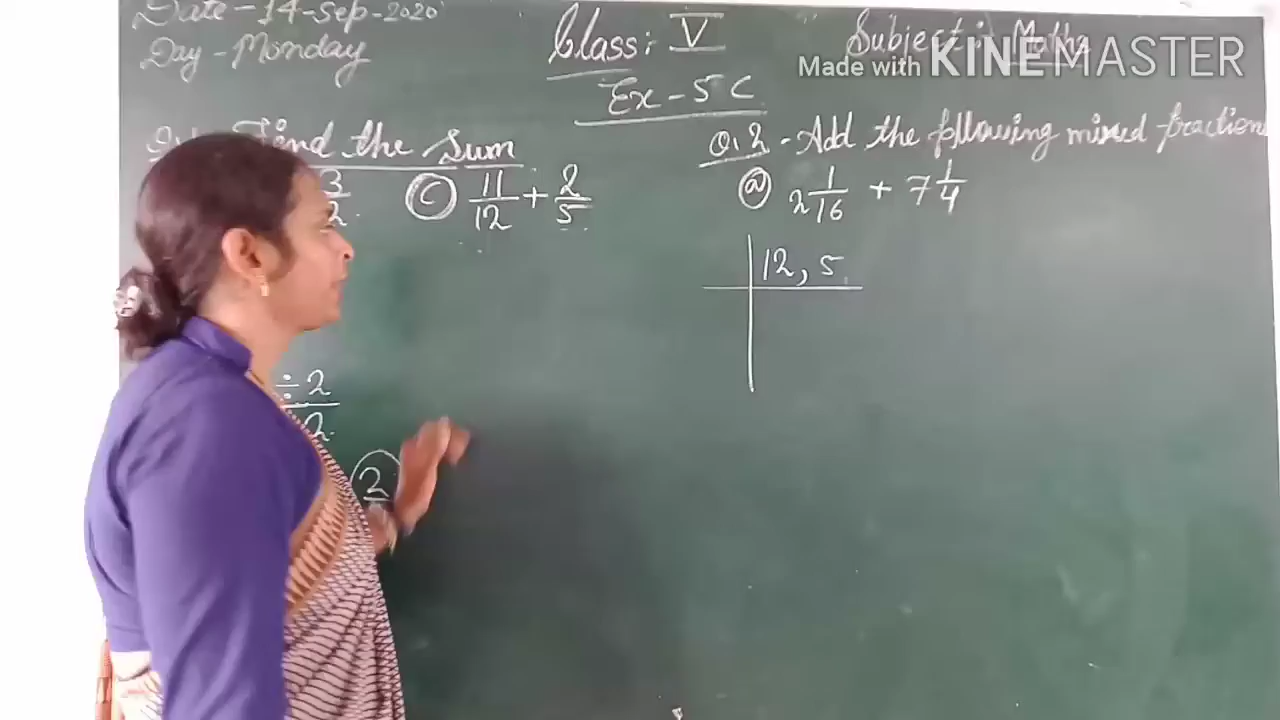 Date - 14-Sep-2020
Day - Monday
Class: V
Subject: Maths
Made with KINEMASTER
Ex - 5 C
Find the Sum
3/2
(C) 11/12 + 2/5
Q.2 - Add the following mixed fractions
(a) 2 1/16 + 7 1/4
12, 5
÷ 2
2
2